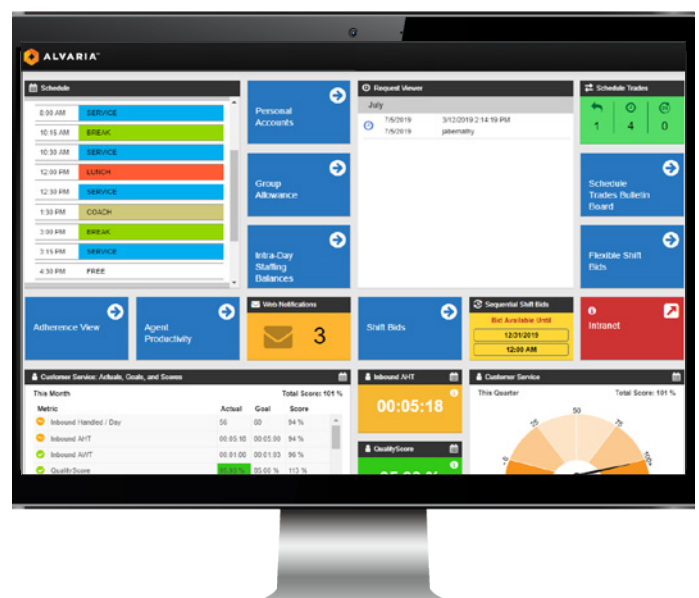 ALVARIA™
Schedule
8:00 AM SERVICE
10:15 AM BREAK
10:30 AM SERVICE
12:00 PM LUNCH
12:30 PM SERVICE
1:30 PM COACH
3:00 PM BREAK
3:15 PM SERVICE
4:30 PM FREE
Personal
Accounts
Group
Allowance
Intra-Day
Staffing
Balances
Request Viewer
July
7/5/2019 3/12/2019 2:14:19 PM
7/5/2019 jabernathy
Schedule Trades
1 4 0
Schedule
Trades Bulletin
Board
Flexible Shift
Bids
Adherence View
Agent
Productivity
Web Notifications
3
Shift Bids
Sequential Shift Bids
Bid Available Until
12/31/2019
12:00 AM
Intranet
Customer Service: Actuals, Goals, and Scores
This Month Total Score: 101 %
Metric Actual Goal Score
Inbound Handled / Day 56 60 94 %
Inbound AHT 00:05:18 00:05:00 94 %
Inbound AWT 00:01:00 00:01:03 96 %
QualityScore 85.00 % 113 %
Inbound AHT
00:05:18
QualityScore
Customer Service
This Quarter Total Score: 101 %
0 25 50 75 100+